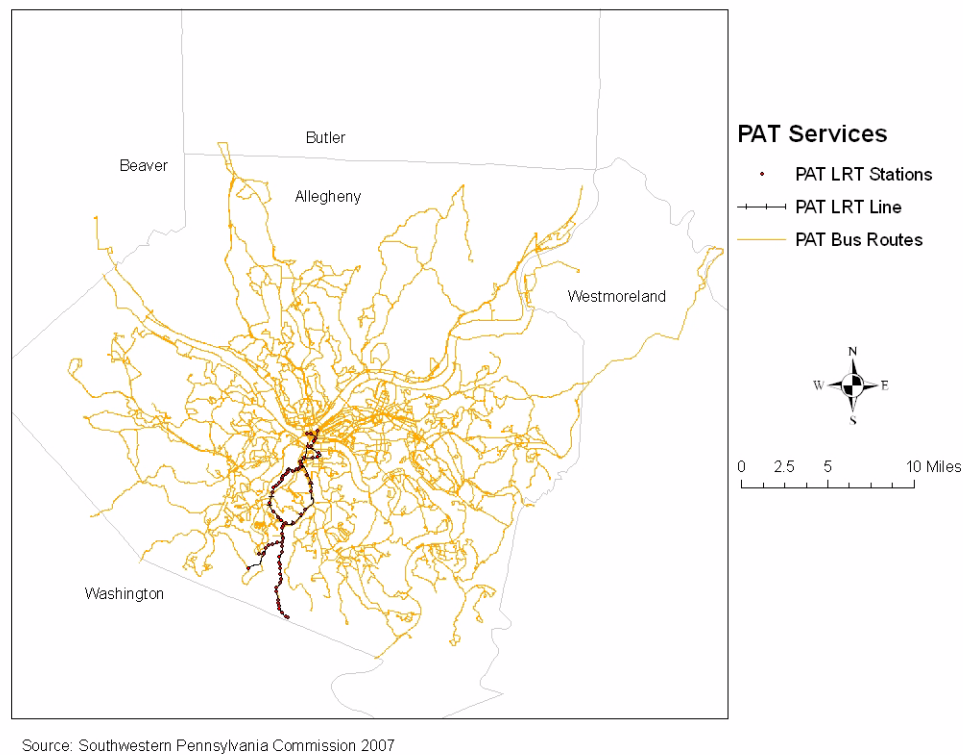 Butler
Beaver
Allegheny
Westmoreland
Washington
PAT Services
PAT LRT Stations
PAT LRT Line
PAT Bus Routes
N
W E
S
0 2.5 5 10 Miles
Source: Southwestern Pennsylvania Commission 2007